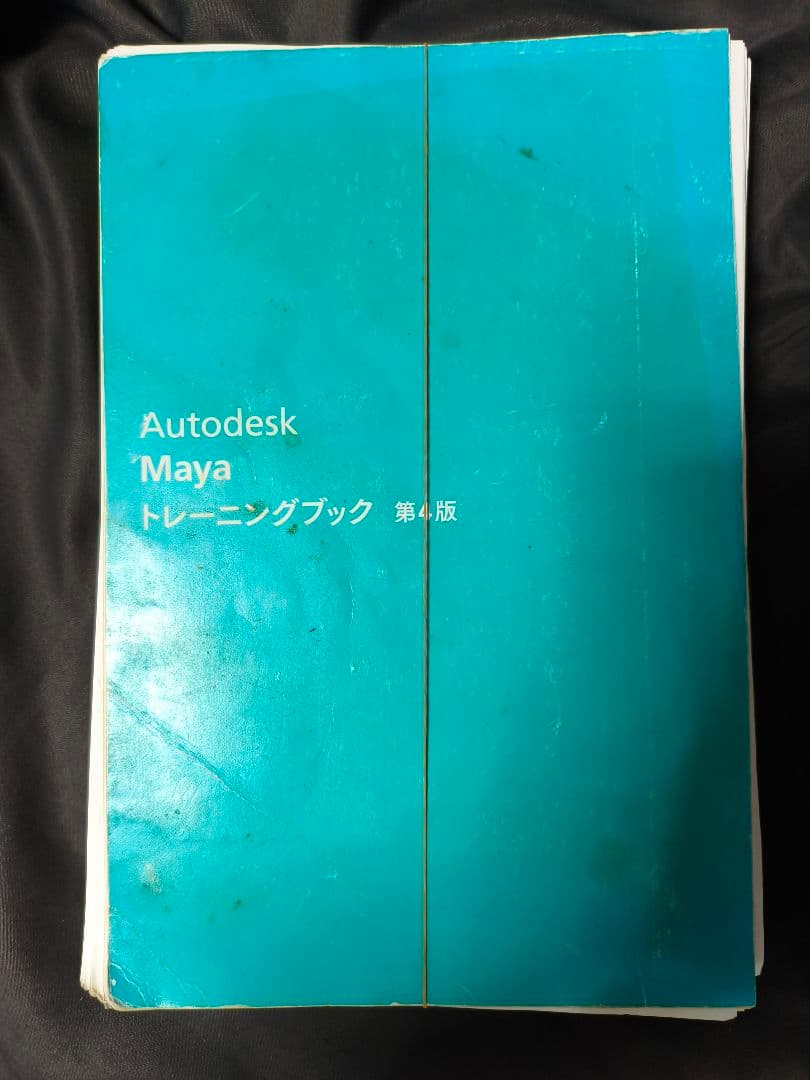 Autodesk
Maya
トレーニングブック 第4版